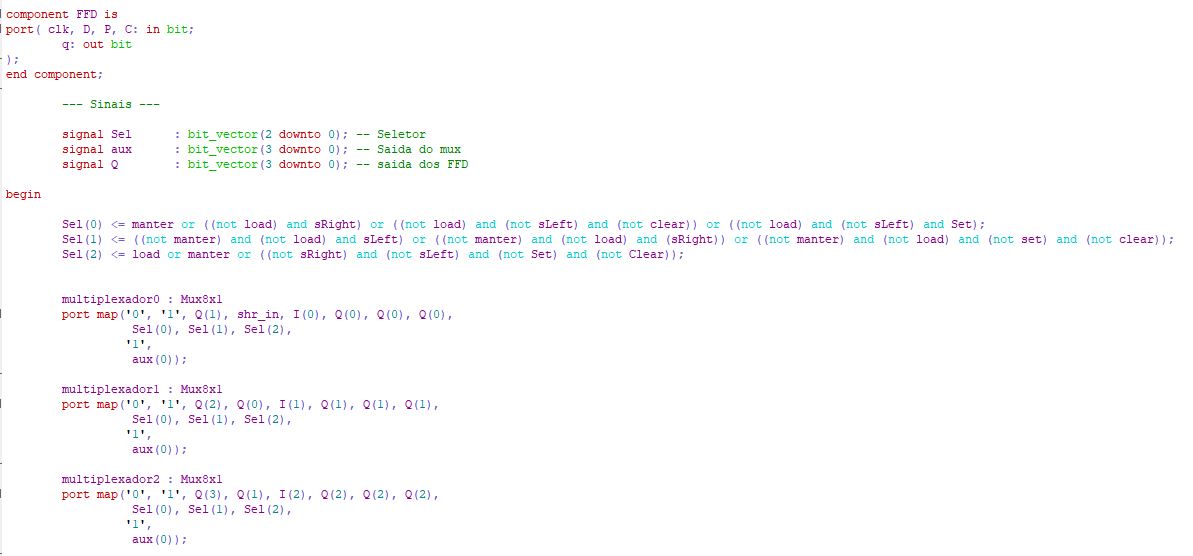 component FFD is
port( clk, D, P, C: in bit;
q: out bit
);
end component;
--- Sinais ---
signal Sel : bit_vector(2 downto 0); -- Seletor
signal aux : bit_vector(3 downto 0); -- Saida do mux
signal Q : bit_vector(3 downto 0); -- saida dos FFD
begin
Sel(0) <= manter or ((not load) and sRight) or ((not load) and (not sLeft) and (not clear)) or ((not load) and (not sLeft) and Set);
Sel(1) <= ((not manter) and (not load) and sLeft) or ((not manter) and (not load) and (sRight)) or ((not manter) and (not load) and (not set) and (not clear));
Sel(2) <= load or manter or ((not sRight) and (not sLeft) and (not Set) and (not Clear));
multiplexador0 : Mux8x1
port map('0', '1', Q(1), shr_in, I(0), Q(0), Q(0), Q(0),
Sel(0), Sel(1), Sel(2),
'1',
aux(0));
multiplexador1 : Mux8x1
port map('0', '1', Q(2), Q(0), I(1), Q(1), Q(1), Q(1),
Sel(0), Sel(1), Sel(2),
'1',
aux(0));
multiplexador2 : Mux8x1
port map('0', '1', Q(3), Q(1), I(2), Q(2), Q(2), Q(2),
Sel(0), Sel(1), Sel(2),
'1',
aux(0));